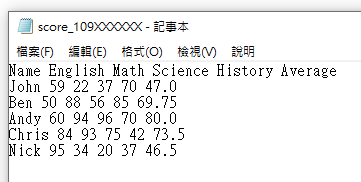 score_109XXXXXX - 記事本
檔案(F) 編輯(E) 格式(O) 檢視(V) 說明
Name English Math Science History Average
John 59 22 37 70 47.0
Ben 50 88 56 85 69.75
Andy 60 94 96 70 80.0
Chris 84 93 75 42 73.5
Nick 95 34 20 37 46.5